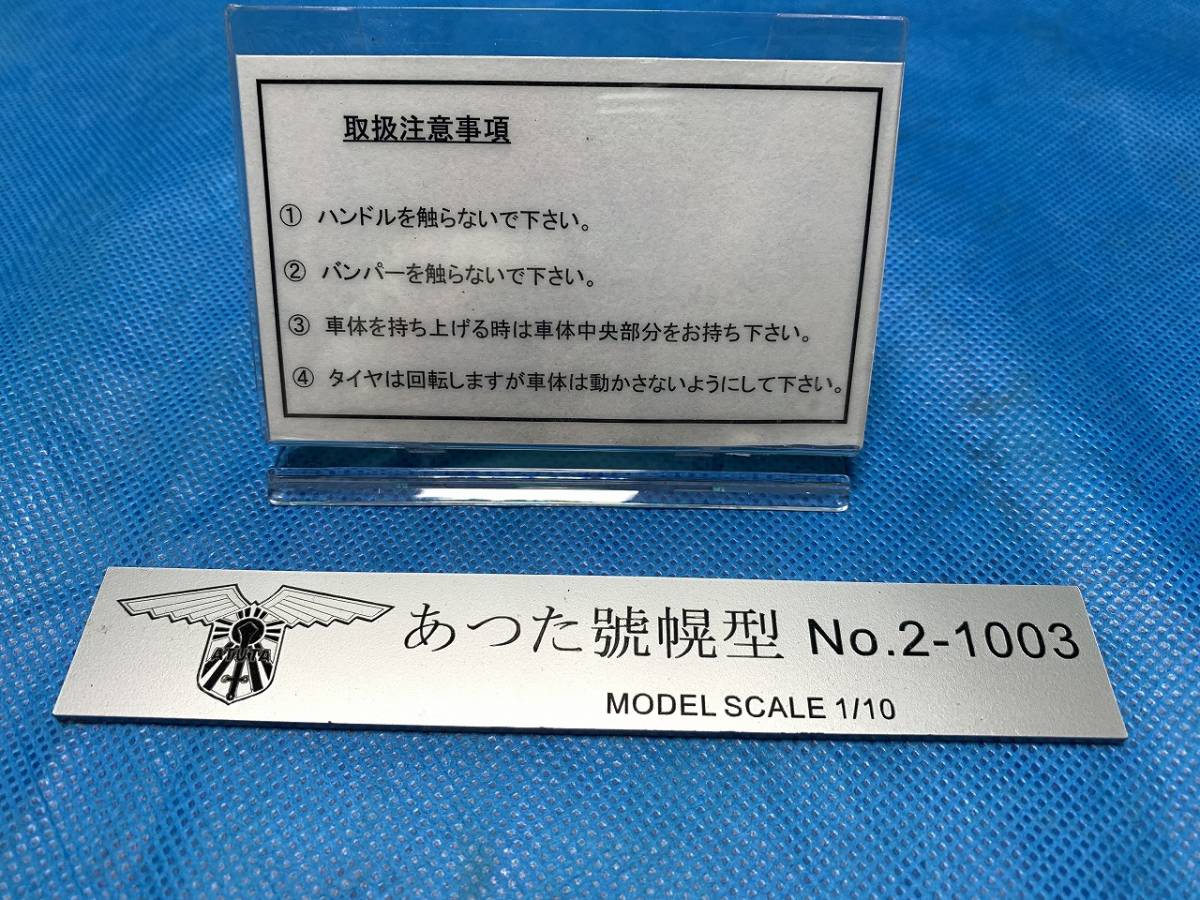 取扱注意事項
① ハンドルを触らないで下さい。
② バンパーを触らないで下さい。
③ 車体を持ち上げる時は車体中央部分をお持ち下さい。
④ タイヤは回転しますが車体は動かさないようにして下さい。
ATUTA
あつた號幌型 No.2-1003
MODEL SCALE 1/10